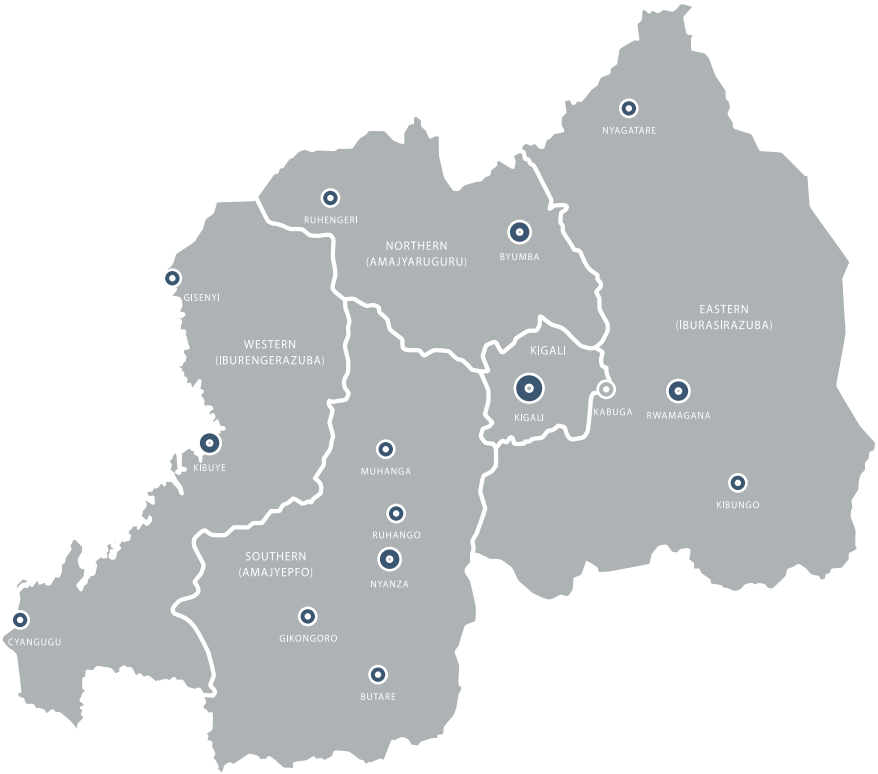 NYAGATARE
RUHENGERI
NORTHERN
(AMAJYARUGURU)
BYUMBA
GISENYI
EASTERN
(IBURASIRAZUBA)
WESTERN
(IBURENGERAZUBA)
KIGALI
KIGALI
KABUGA
RWAMAGANA
KIBUYE
MUHANGA
KIBUNGO
RUHANGO
SOUTHERN
(AMAJYEPFO)
NYANZA
GIKONGORO
CYANGUGU
BUTARE